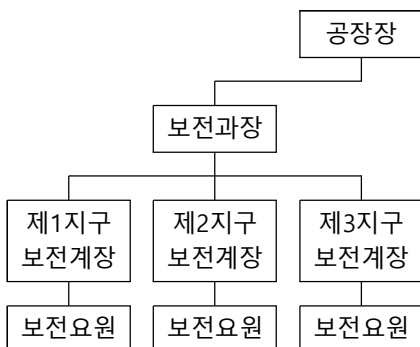 공장장
보전과장
제1지구 제2지구 제3지구
보전계장 보전계장 보전계장
보전요원 보전요원 보전요원